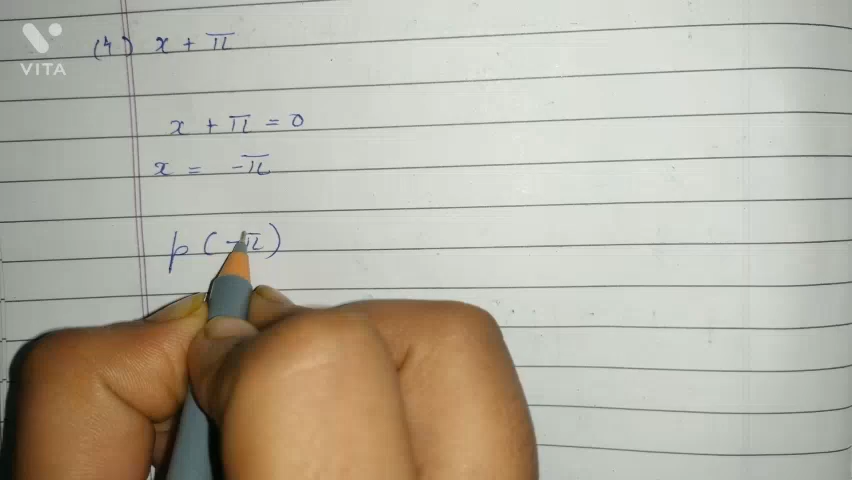 (4) x + π
VITA
x + π = 0
x = -π
p(-π)